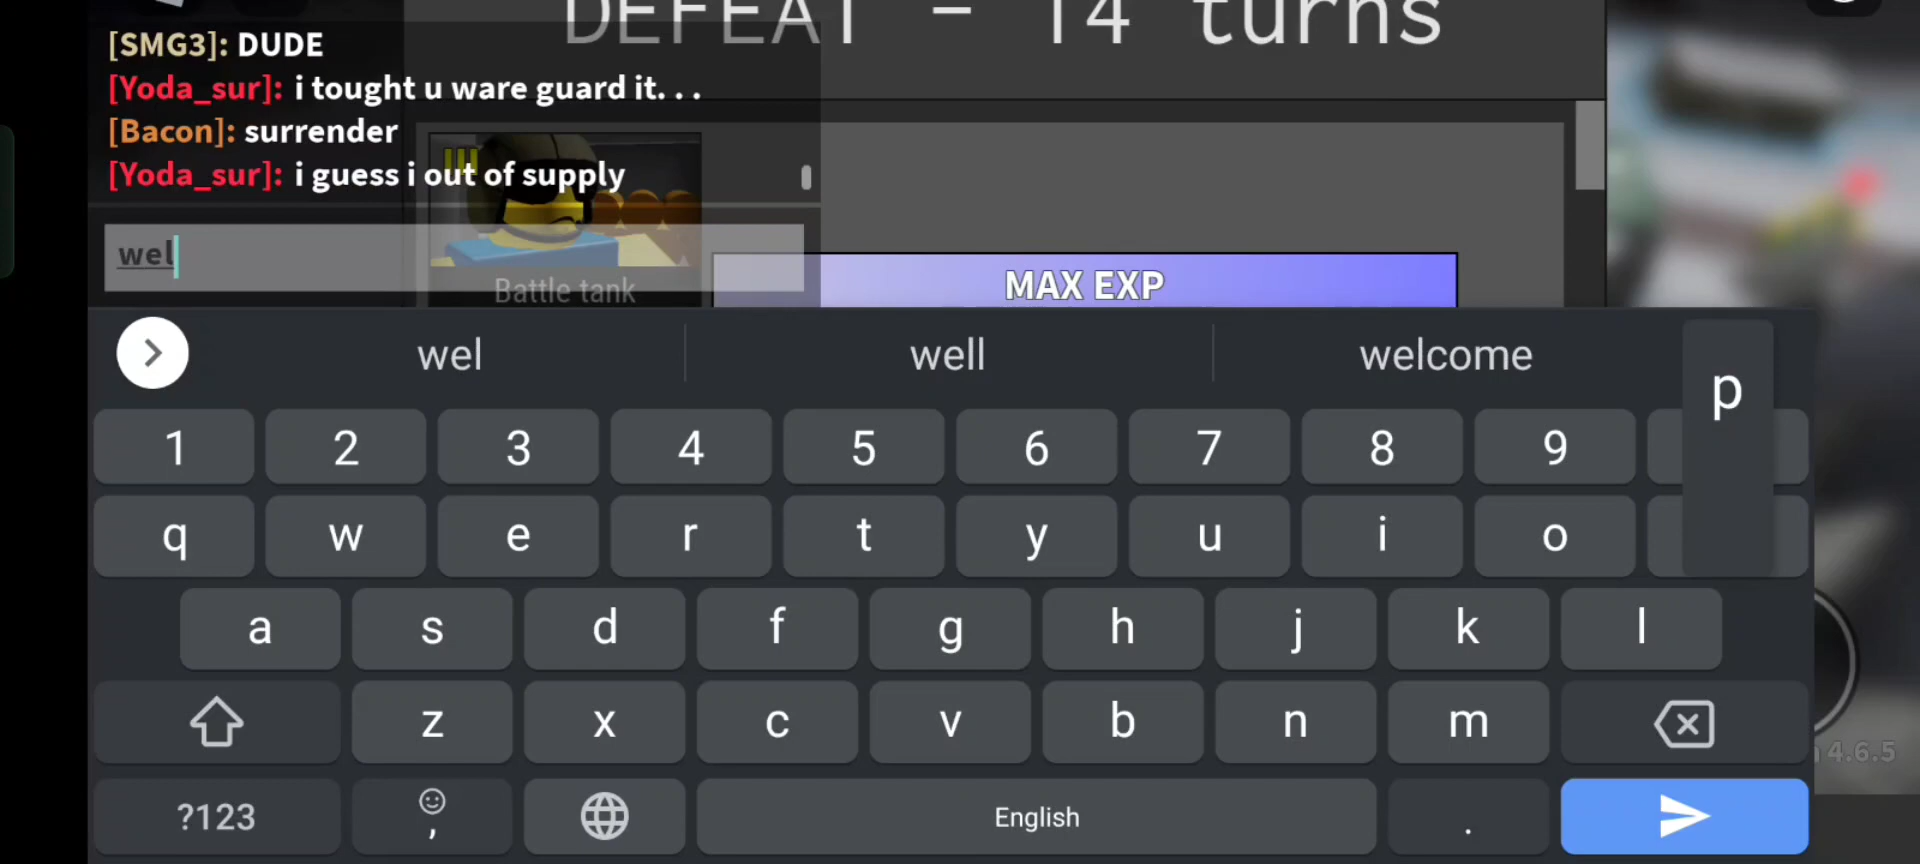 DEFEAT - 14 turns
[SMG3]: DUDE
[Yoda_sur]: i tought u ware guard it. . .
[Bacon]: surrender
[Yoda_sur]: i guess i out of supply
wel
Battle tank
MAX EXP
wel well welcome
p
1 2 3 4 5 6 7 8 9
q w e r t y u i o
a s d f g h j k l
z x c v b n m
4.6.5
?123 , English .